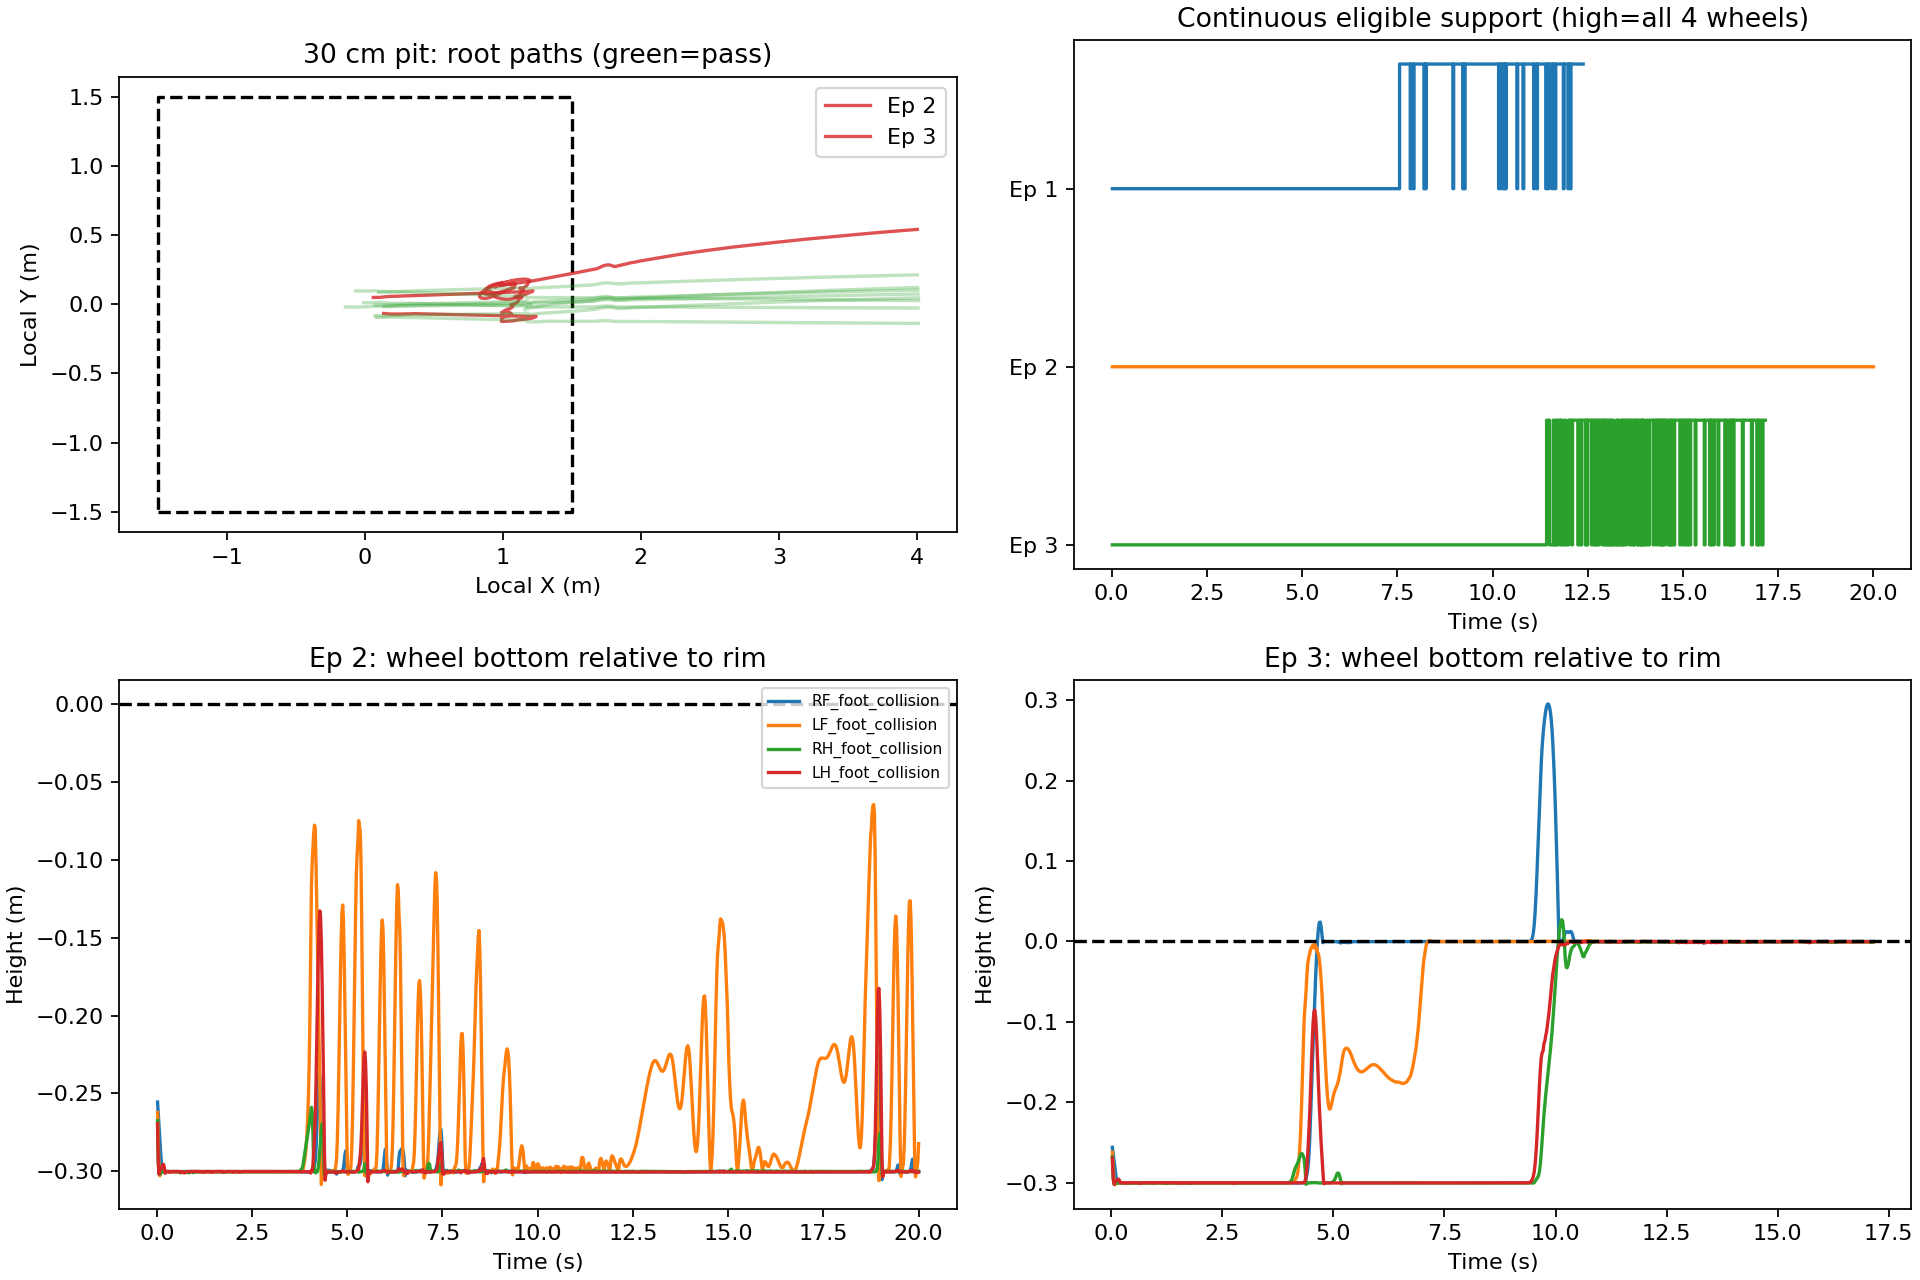 30 cm pit: root paths (green=pass)
1.5
1.0
0.5
0.0
−0.5
−1.0
−1.5
Local Y (m)
−1
0
1
2
3
4
Local X (m)
Ep 2
Ep 3
Continuous eligible support (high=all 4 wheels)
Ep 1
Ep 2
Ep 3
0.0
2.5
5.0
7.5
10.0
12.5
15.0
17.5
20.0
Time (s)
Ep 2: wheel bottom relative to rim
0.00
−0.05
−0.10
−0.15
−0.20
−0.25
−0.30
Height (m)
RF_foot_collision
LF_foot_collision
RH_foot_collision
LH_foot_collision
0.0
2.5
5.0
7.5
10.0
12.5
15.0
17.5
20.0
Time (s)
Ep 3: wheel bottom relative to rim
0.3
0.2
0.1
0.0
−0.1
−0.2
−0.3
Height (m)
0.0
2.5
5.0
7.5
10.0
12.5
15.0
17.5
Time (s)